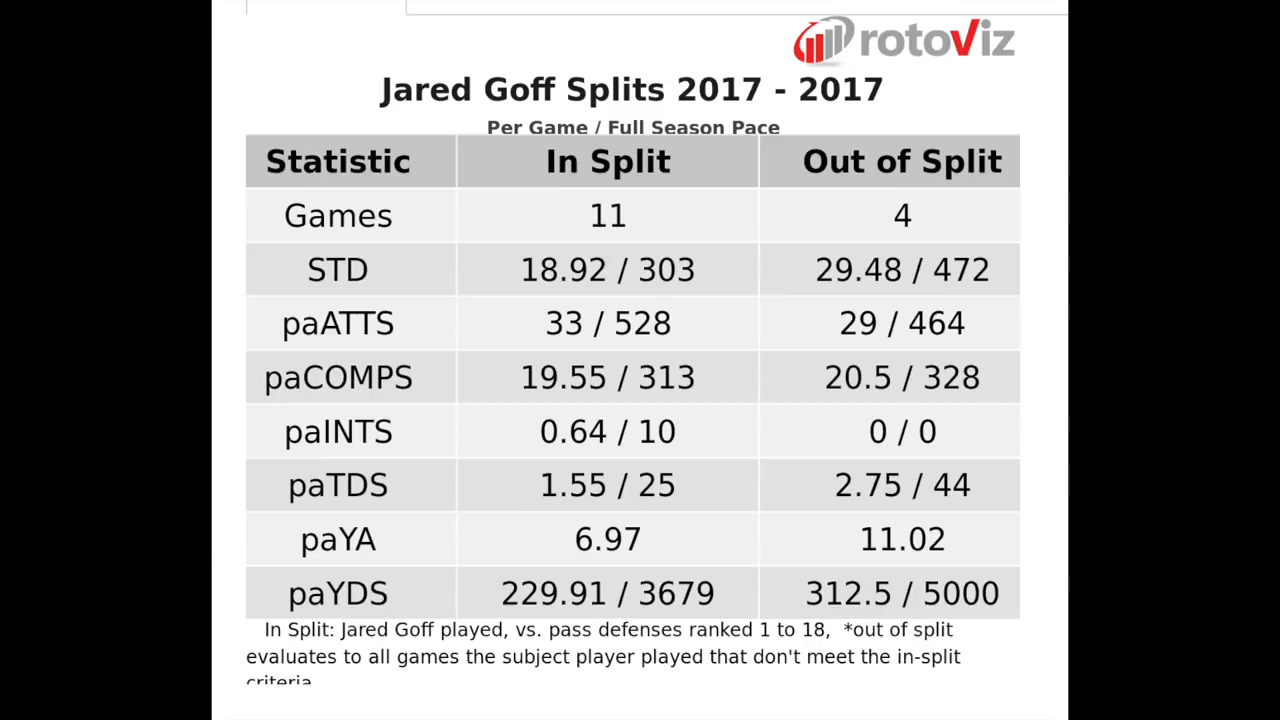 rotoViz
Jared Goff Splits 2017 - 2017
Per Game / Full Season Pace
Statistic In Split Out of Split
Games 11 4
STD 18.92 / 303 29.48 / 472
paATTS 33 / 528 29 / 464
paCOMPS 19.55 / 313 20.5 / 328
paINTS 0.64 / 10 0 / 0
paTDS 1.55 / 25 2.75 / 44
paYA 6.97 11.02
paYDS 229.91 / 3679 312.5 / 5000
In Split: Jared Goff played, vs. pass defenses ranked 1 to 18, *out of split
evaluates to all games the subject player played that don't meet the in-split
criteria